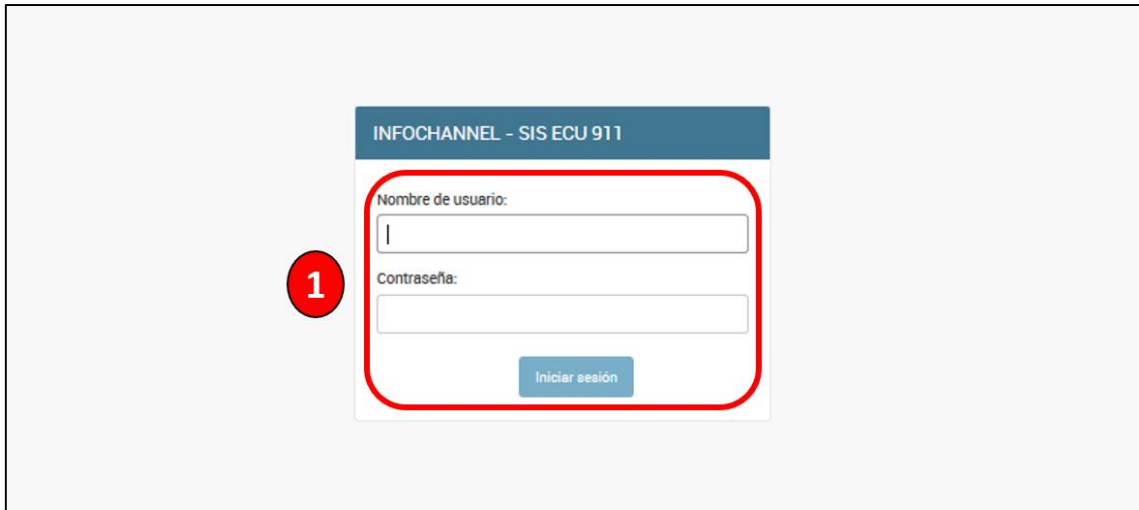 INFOCHANNEL - SIS ECU 911
Nombre de usuario:
1
Contraseña:
Iniciar sesión